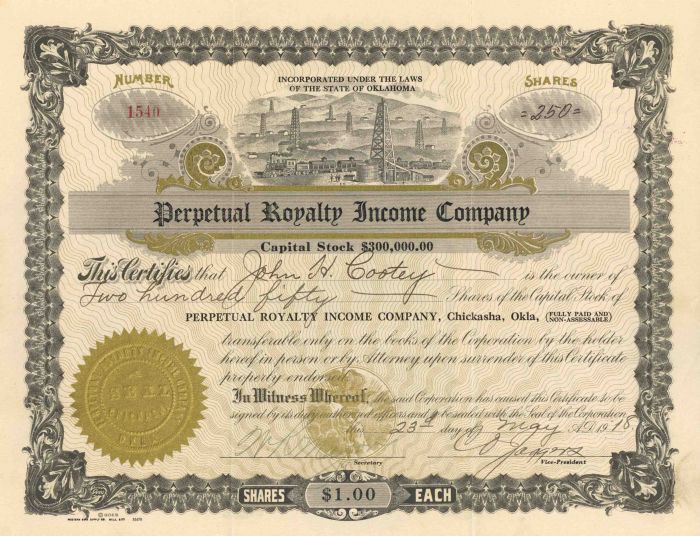 NUMBER
1540
INCORPORATED UNDER THE LAWS
OF THE STATE OF OKLAHOMA
SHARES
=250=
Perpetual Royalty Income Company
Capital Stock $300,000.00
This Certifies that John H. Cootey is the owner of
Two hundred fifty Shares of the Capital Stock of
PERPETUAL ROYALTY INCOME COMPANY, Chickasha, Okla, (FULLY PAID AND NON-ASSESSABLE)
transferable only on the books of the Corporation by the holder
hereof in person or by Attorney upon surrender of this Certificate
properly endorsed.
In Witness Whereof, the said Corporation has caused this Certificate to be
signed by its duly authorized officers and to be sealed with the Seal of the Corporation
this 23d day of May A.D. 1918
Secretary
Vice-President
SEAL
SHARES $1.00 EACH
© GOES